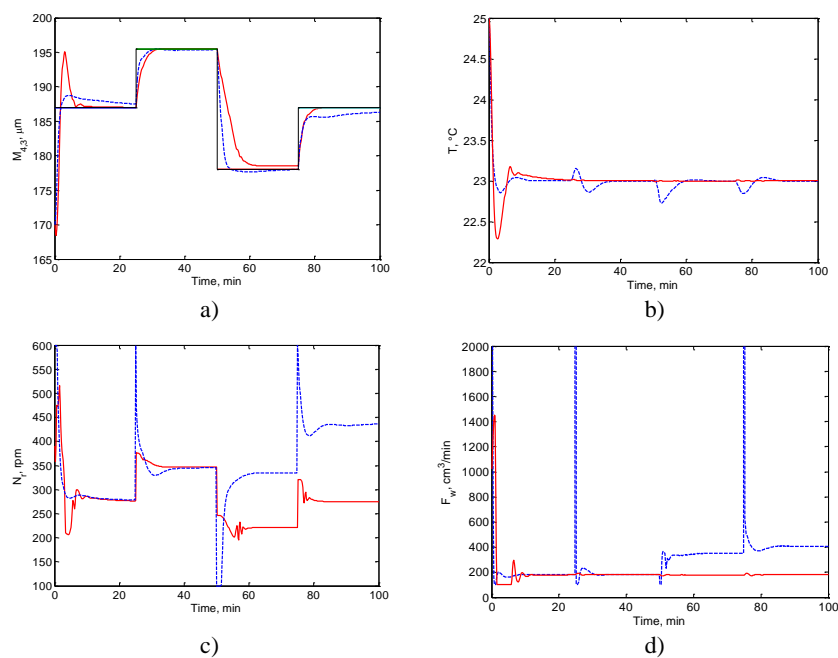 200
195
190
185
180
175
170
165
M4,3, μm
0 20 40 60 80 100
Time, min
a)
25
24.5
24
23.5
23
22.5
22
T, °C
0 20 40 60 80 100
Time, min
b)
600
550
500
450
400
350
300
250
200
150
100
Nr, rpm
0 20 40 60 80 100
Time, min
c)
2000
1800
1600
1400
1200
1000
800
600
400
200
0
Fw, cm³/min
0 20 40 60 80 100
Time, min
d)